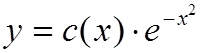 y = c(x) · e^{-x^2}